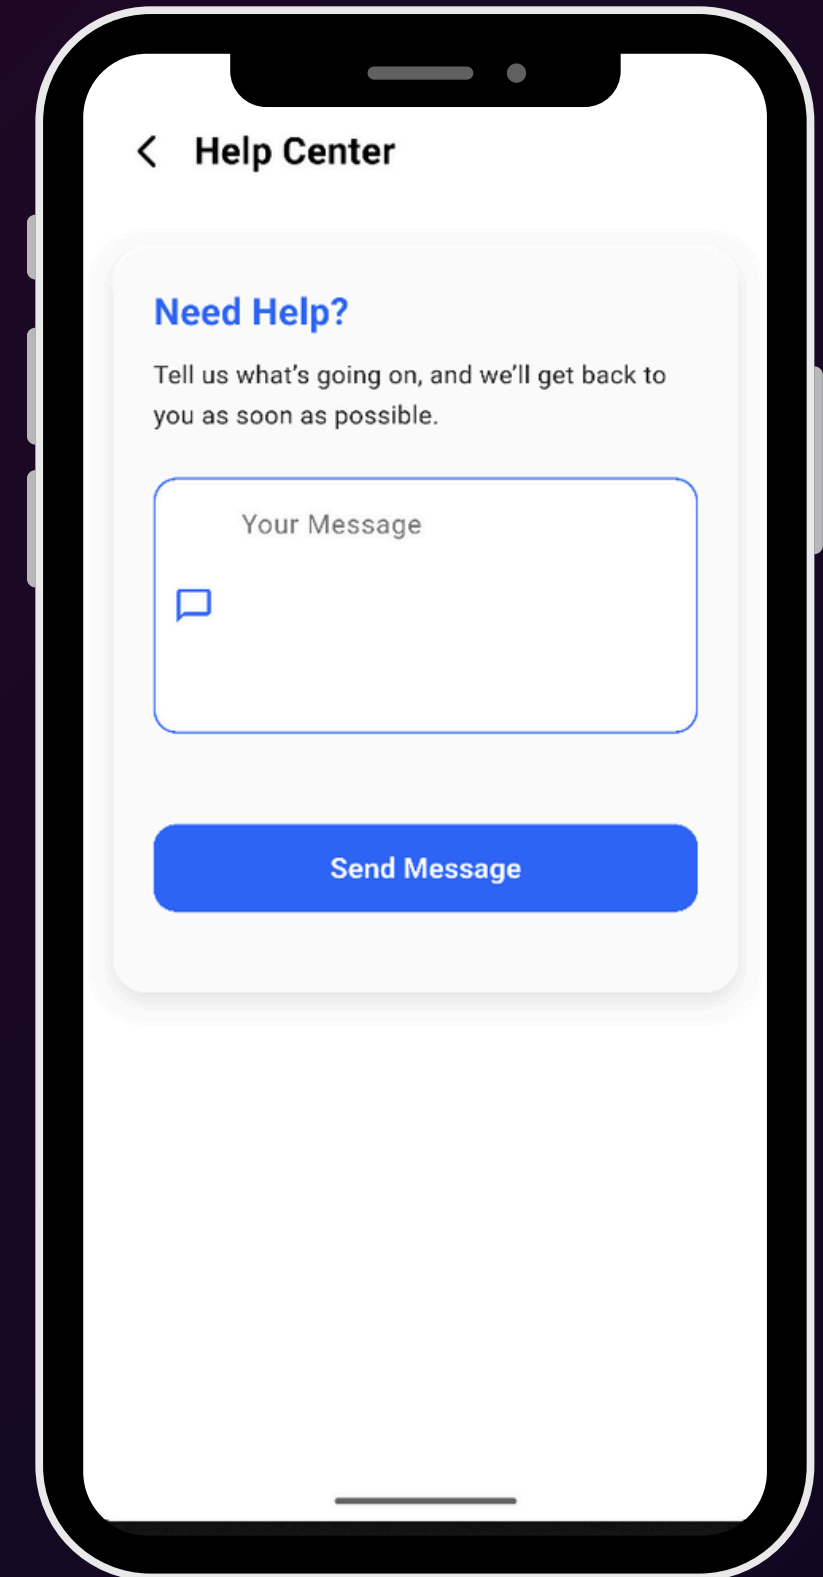 Help Center
Need Help?
Tell us what’s going on, and we’ll get back to
you as soon as possible.
Your Message
Send Message